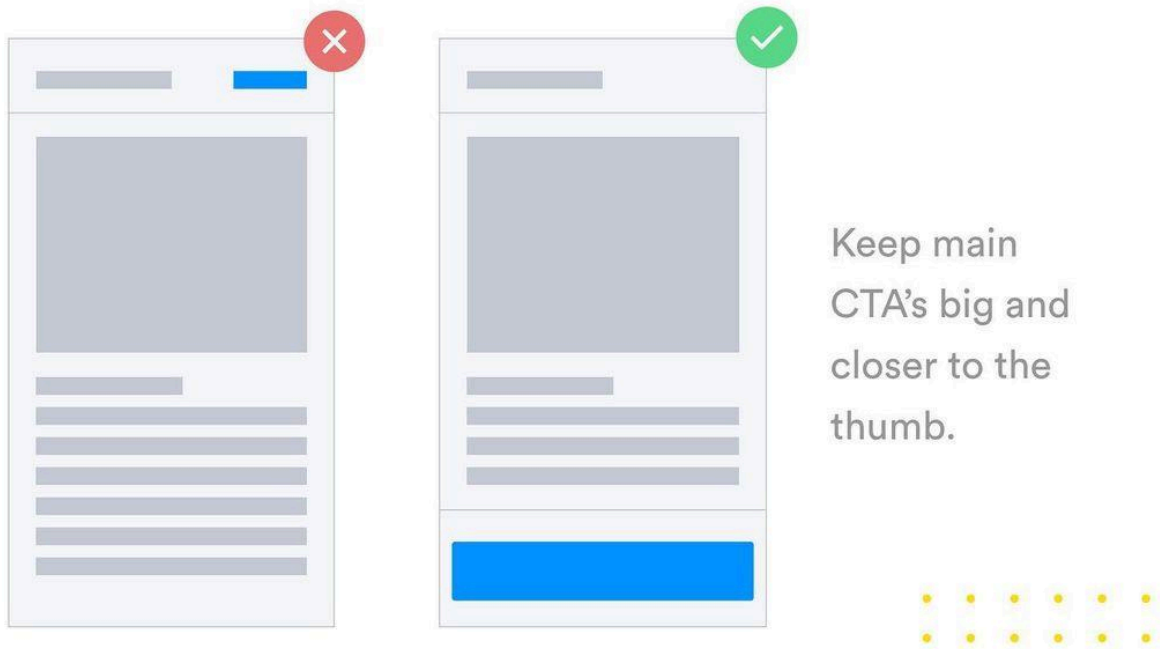 Keep main
CTA’s big and
closer to the
thumb.